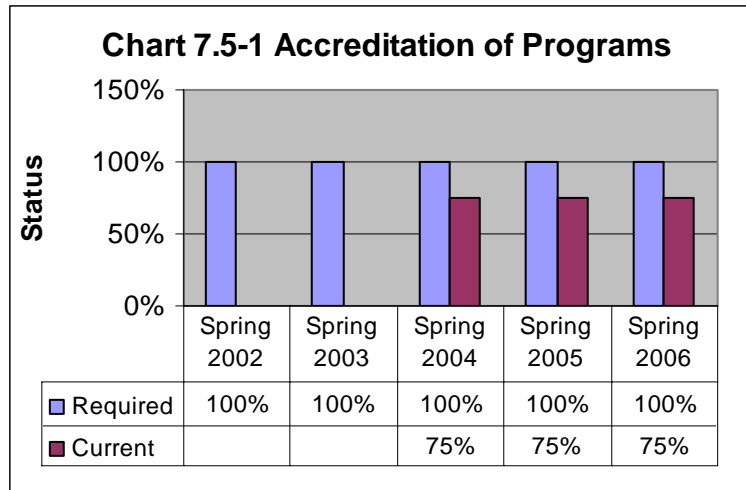 Chart 7.5-1 Accreditation of Programs
150%
100%
50%
0%
Status
Spring Spring Spring Spring Spring
2002 2003 2004 2005 2006
Required 100% 100% 100% 100% 100%
Current 75% 75% 75%